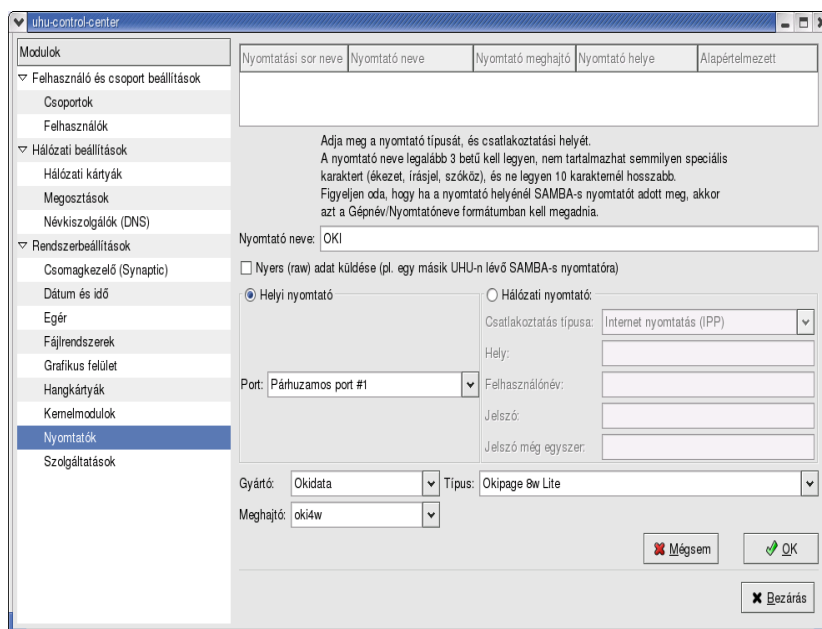 uhu-control-center
Modulok
Felhasználó és csoport beállítások
Csoportok
Felhasználók
Hálózati beállítások
Hálózati kártyák
Megosztások
Névkiszolgálók (DNS)
Rendszerbeállítások
Csomagkezelő (Synaptic)
Dátum és idő
Egér
Fájlrendszerek
Grafikus felület
Hangkártyák
Kernelmodulok
Nyomtatók
Szolgáltatások
Nyomtatási sor neve Nyomtató neve Nyomtató meghajtó Nyomtató helye Alapértelmezett
Adja meg a nyomtató típusát, és csatlakoztatási helyét.
A nyomtató neve legalább 3 betű kell legyen, nem tartalmazhat semmilyen speciális
karaktert (ékezet, írásjel, szóköz), és ne legyen 10 karakternél hosszabb.
Figyeljen oda, hogy ha a nyomtató helyénél SAMBA-s nyomtatót adott meg, akkor
azt a Gépnév/Nyomtatóneve formátumban kell megadnia.
Nyomtató neve: OKI
Nyers (raw) adat küldése (pl. egy másik UHU-n lévő SAMBA-s nyomtatóra)
Helyi nyomtató
Port: Párhuzamos port #1
Hálózati nyomtató:
Csatlakoztatás típusa: Internet nyomtatás (IPP)
Hely:
Felhasználónév:
Jelszó:
Jelszó még egyszer:
Gyártó: Okidata Típus: Okipage 8w Lite
Meghajtó: oki4w
Mégsem OK
Bezárás